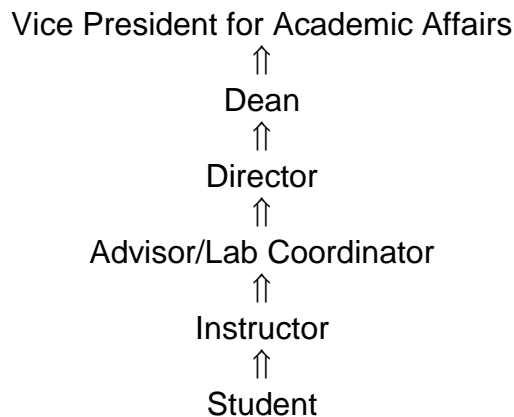 Vice President for Academic Affairs
⇑
Dean
⇑
Director
⇑
Advisor/Lab Coordinator
⇑
Instructor
⇑
Student